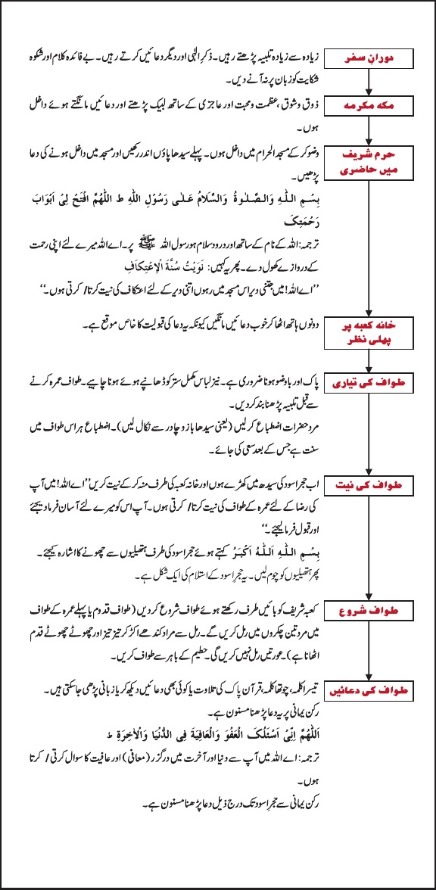 دوران سفر
زیادہ سے زیادہ تلبیہ پڑھتے رہیں۔ ذکرِ الٰہی اور دیگر دعائیں کرتے رہیں۔ بے فائدہ کلام اور شکوہ
شکایت کو زبان پر نہ آنے دیں۔
مکہ مکرمہ
ذوق و شوق، عظمت و محبت اور عاجزی کے ساتھ لبیک پڑھتے اور دعائیں مانگتے ہوئے داخل
ہوں۔
حرم شریف
میں حاضری
وضو کر کے مسجد الحرام میں داخل ہوں۔ پہلے سیدھا پاؤں اندر رکھیں اور مسجد میں داخل ہونے کی دعا
پڑھیں۔
بِسْمِ اللّٰهِ وَالصَّلٰوةُ وَالسَّلَامُ عَلٰى رَسُوْلِ اللّٰهِ ط اَللّٰهُمَّ افْتَحْ لِىْ اَبْوَابَ
رَحْمَتِكَ
ترجمہ: اللہ کے نام کے ساتھ اور درود سلام ہو رسول اللہ ﷺ پر۔ اے اللہ میرے لئے اپنی رحمت
کے دروازے کھول دے۔ پھر یہ کہیں: نَوَيْتُ سُنَّةَ الْاِعْتِكَافِ
’’اے اللہ! میں جتنی دیر اس مسجد میں رہوں اتنی دیر کے لئے اعتکاف کی نیت کرتا / کرتی ہوں۔‘‘
خانہ کعبہ پر
پہلی نظر
دونوں ہاتھ اٹھا کر خوب دعائیں مانگیں کیونکہ یہ دعا کی قبولیت کا خاص موقع ہے۔
طواف کی تیاری
پاک اور باوضو ہونا ضروری ہے۔ نیز لباس مکمل ستر کو ڈھانپے ہوئے ہونا چاہیے۔ طواف عمرہ کرنے
سے قبل تلبیہ پڑھنا بند کر دیں۔
مرد حضرات اضطباع کریں (یعنی سیدھا بازو چادر سے نکال لیں)۔ اضطباع ہر اس طواف میں
سنت ہے جس کے بعد سعی کی جائے۔
طواف کی نیت
اب حجر اسود کی سیدھ میں کھڑے ہوں اور خانہ کعبہ کی طرف منہ کر کے نیت کریں ’’اے اللہ! میں آپ
کی رضا کے لئے عمرہ کے طواف کی نیت کرتا / کرتی ہوں۔ آپ اس کو میرے لئے آسان فرما دیجئے
اور قبول فرما لیجئے۔‘‘
بِسْمِ اللّٰهِ اَللّٰهُ اَكْبَرُ کہتے ہوئے حجر اسود کی طرف ہتھیلیوں سے چھونے کا اشارہ کیجئے۔
پھر ہتھیلیوں کو چوم لیں۔ یہ حجر اسود کے استلام کی ایک شکل ہے۔
طواف شروع
کعبہ شریف کو بائیں طرف رکھتے ہوئے طواف شروع کر دیں (طواف قدوم یا پہلے عمرہ کے طواف
میں مرد تین چکروں میں رمل کریں گے۔ رمل سے مراد کندھے اکڑ کر تیز تیز اور چھوٹے چھوٹے قدم
اٹھانا ہے)۔ عورتیں رمل نہیں کریں گی۔ حطیم کے باہر سے طواف کریں۔
طواف کی دعائیں
تیسرا کلمہ، چوتھا کلمہ، قرآن پاک کی تلاوت یا کوئی بھی دعائیں دیکھ کر یا زبانی پڑھی جاسکتی ہیں۔
رکن یمانی پر یہ دعا پڑھنا مسنون ہے۔
اَللّٰهُمَّ اِنِّىْ اَسْئَلُكَ الْعَفْوَ وَالْعَافِيَةَ فِى الدُّنْيَا وَالْاٰخِرَةِ ط
ترجمہ: اے اللہ میں آپ سے دنیا اور آخرت میں درگزر (معافی) اور عافیت کا سوال کرتی / کرتا
ہوں۔
رکن یمانی سے حجر اسود تک درج ذیل دعا پڑھنا مسنون ہے۔